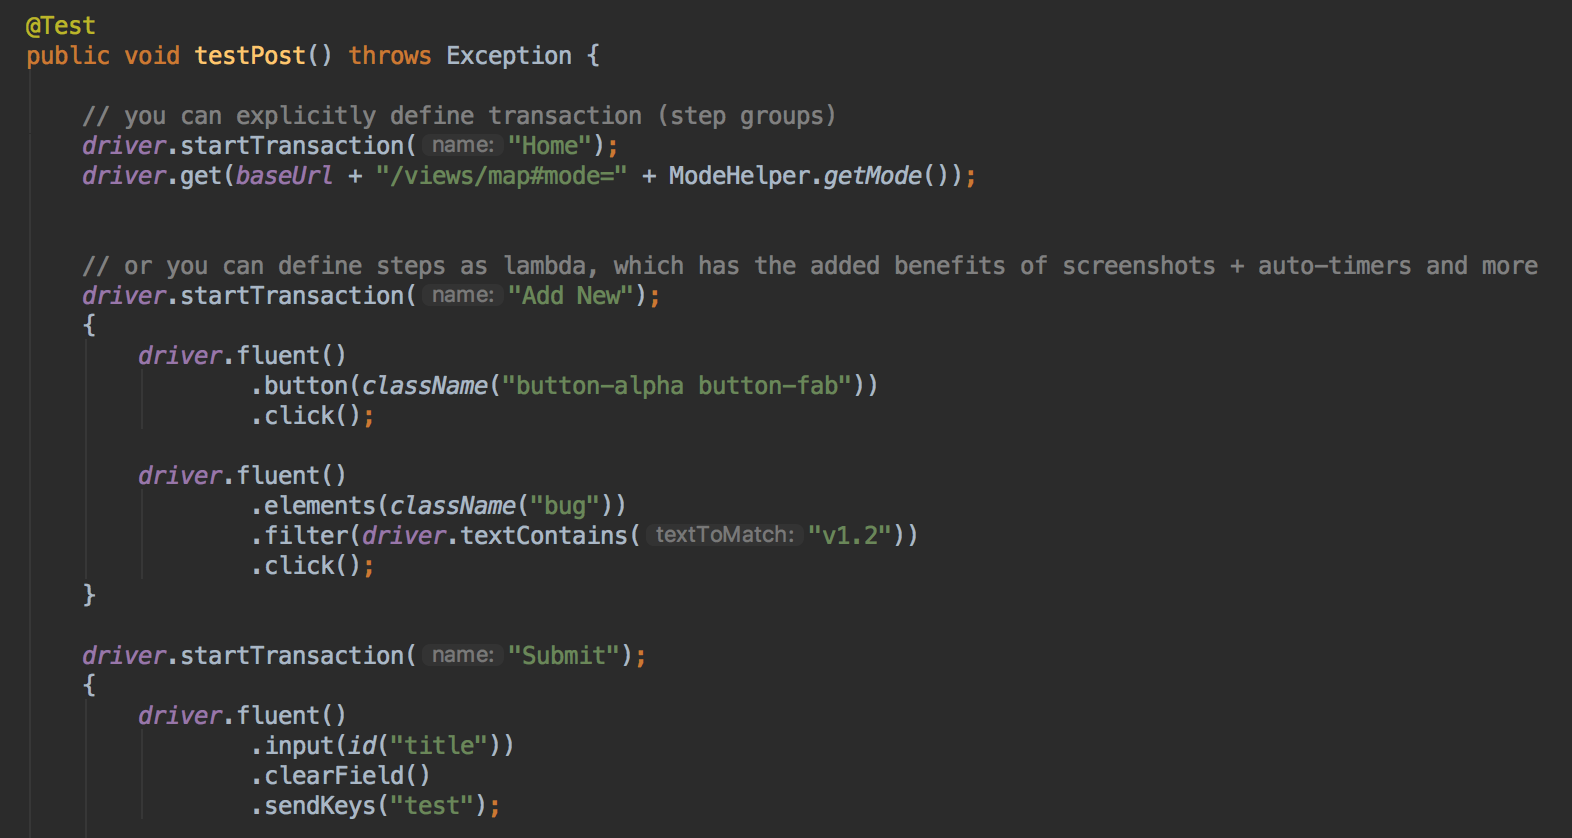 @Test
public void testPost() throws Exception {
// you can explicitly define transaction (step groups)
driver.startTransaction( name: "Home");
driver.get(baseUrl + "/views/map#mode=" + ModeHelper.getMode());
// or you can define steps as lambda, which has the added benefits of screenshots + auto-timers and more
driver.startTransaction( name: "Add New");
{
driver.fluent()
.button(className("button-alpha button-fab"))
.click();
driver.fluent()
.elements(className("bug"))
.filter(driver.textContains( textToMatch: "v1.2"))
.click();
}
driver.startTransaction( name: "Submit");
{
driver.fluent()
.input(id("title"))
.clearField()
.sendKeys("test");